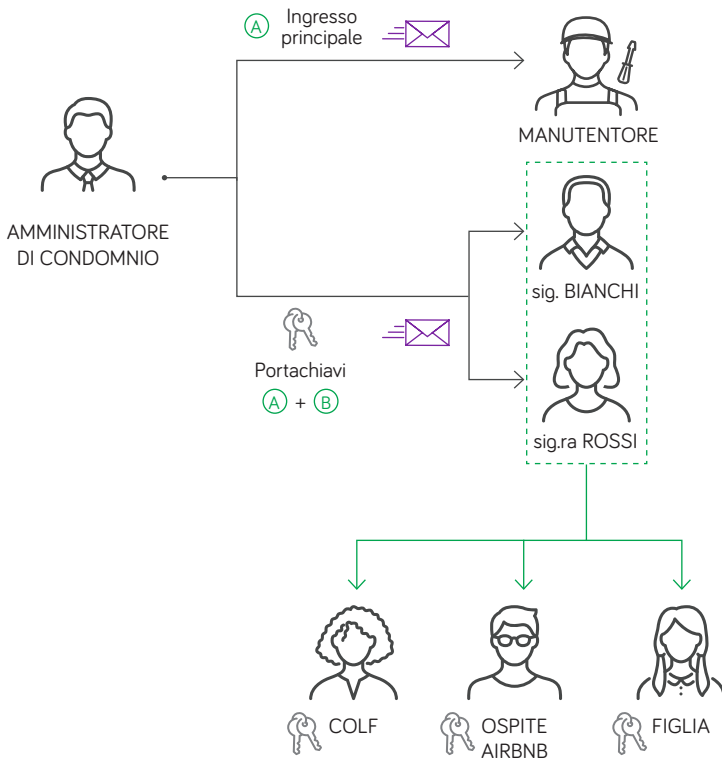 A Ingresso
principale
MANUTENTORE
AMMINISTRATORE
DI CONDOMNIO
sig. BIANCHI
Portachiavi
A + B
sig.ra ROSSI
COLF
OSPITE
AIRBNB
FIGLIA